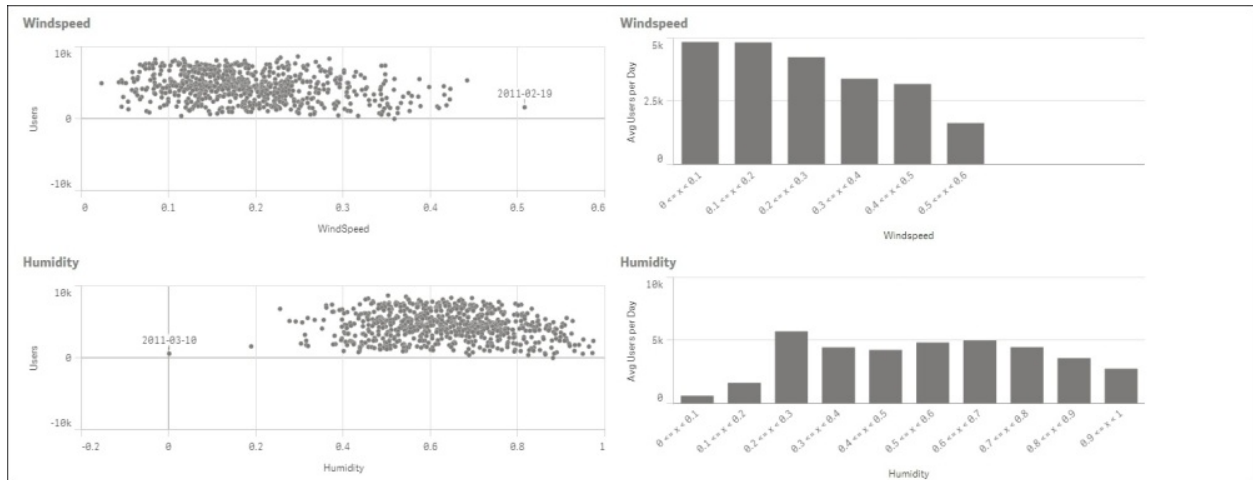 Windspeed
10k
0
-10k
Users
2011-02-19
0 0.1 0.2 0.3 0.4 0.5 0.6
WindSpeed
Windspeed
5k
2.5k
0
Avg Users per Day
0 <= x < 0.1
0.1 <= x < 0.2
0.2 <= x < 0.3
0.3 <= x < 0.4
0.4 <= x < 0.5
0.5 <= x < 0.6
Windspeed
Humidity
10k
0
-10k
Users
2011-03-10
-0.2 0 0.2 0.4 0.6 0.8 1
Humidity
Humidity
10k
5k
0
Avg Users per Day
0 <= x < 0.1
0.1 <= x < 0.2
0.2 <= x < 0.3
0.3 <= x < 0.4
0.4 <= x < 0.5
0.5 <= x < 0.6
0.6 <= x < 0.7
0.7 <= x < 0.8
0.8 <= x < 0.9
0.9 <= x < 1
Humidity